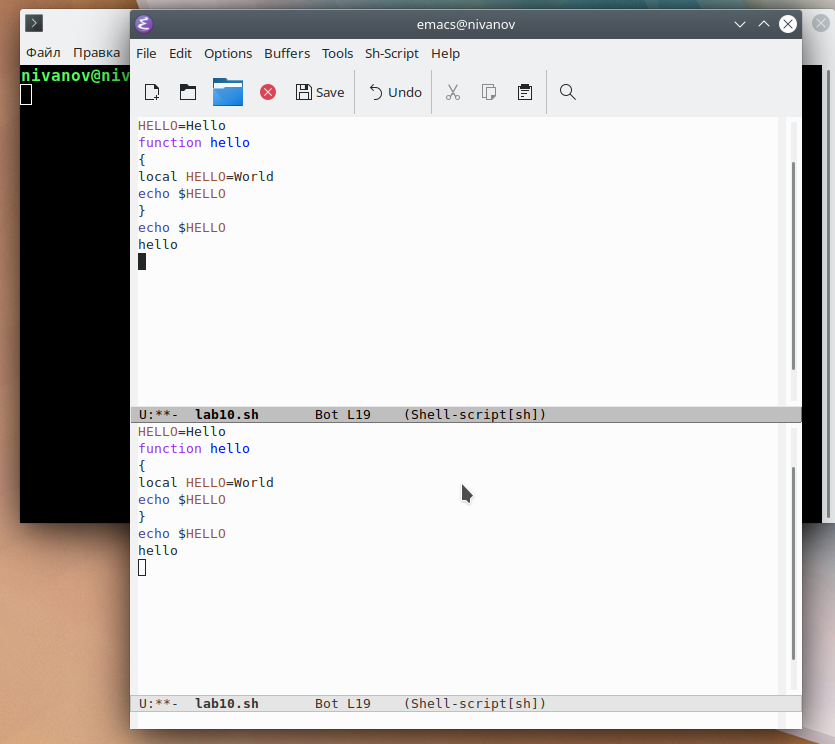 emacs@nivanov
Файл Правка
nivanov@niv
File Edit Options Buffers Tools Sh-Script Help
Save Undo
HELLO=Hello
function hello
{
local HELLO=World
echo $HELLO
}
echo $HELLO
hello
U:**- lab10.sh Bot L19 (Shell-script[sh])
HELLO=Hello
function hello
{
local HELLO=World
echo $HELLO
}
echo $HELLO
hello
U:**- lab10.sh Bot L19 (Shell-script[sh])